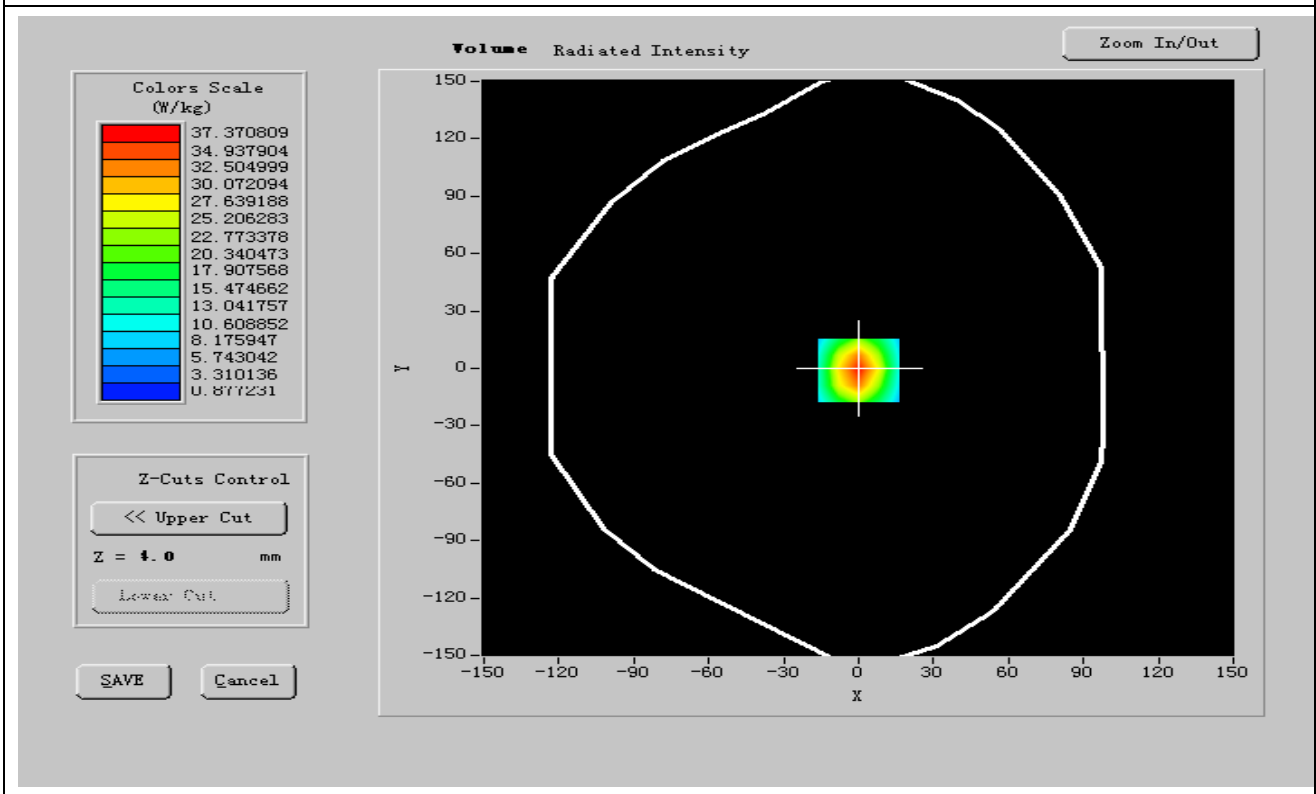 Volume Radiated Intensity
Zoom In/Out
Colors Scale
(W/kg)
37.370809
34.937904
32.504999
30.072094
27.639188
25.206283
22.773378
20.340473
17.907568
15.474662
13.041757
10.608852
8.175947
5.743042
3.310136
0.877231
Z-Cuts Control
<< Upper Cut
Z = 4.0 mm
Lower Cut
SAVE Cancel
150
120
90
60
30
0
-30
-60
-90
-120
-150
Y
-150 -120 -90 -60 -30 0 30 60 90 120 150
X